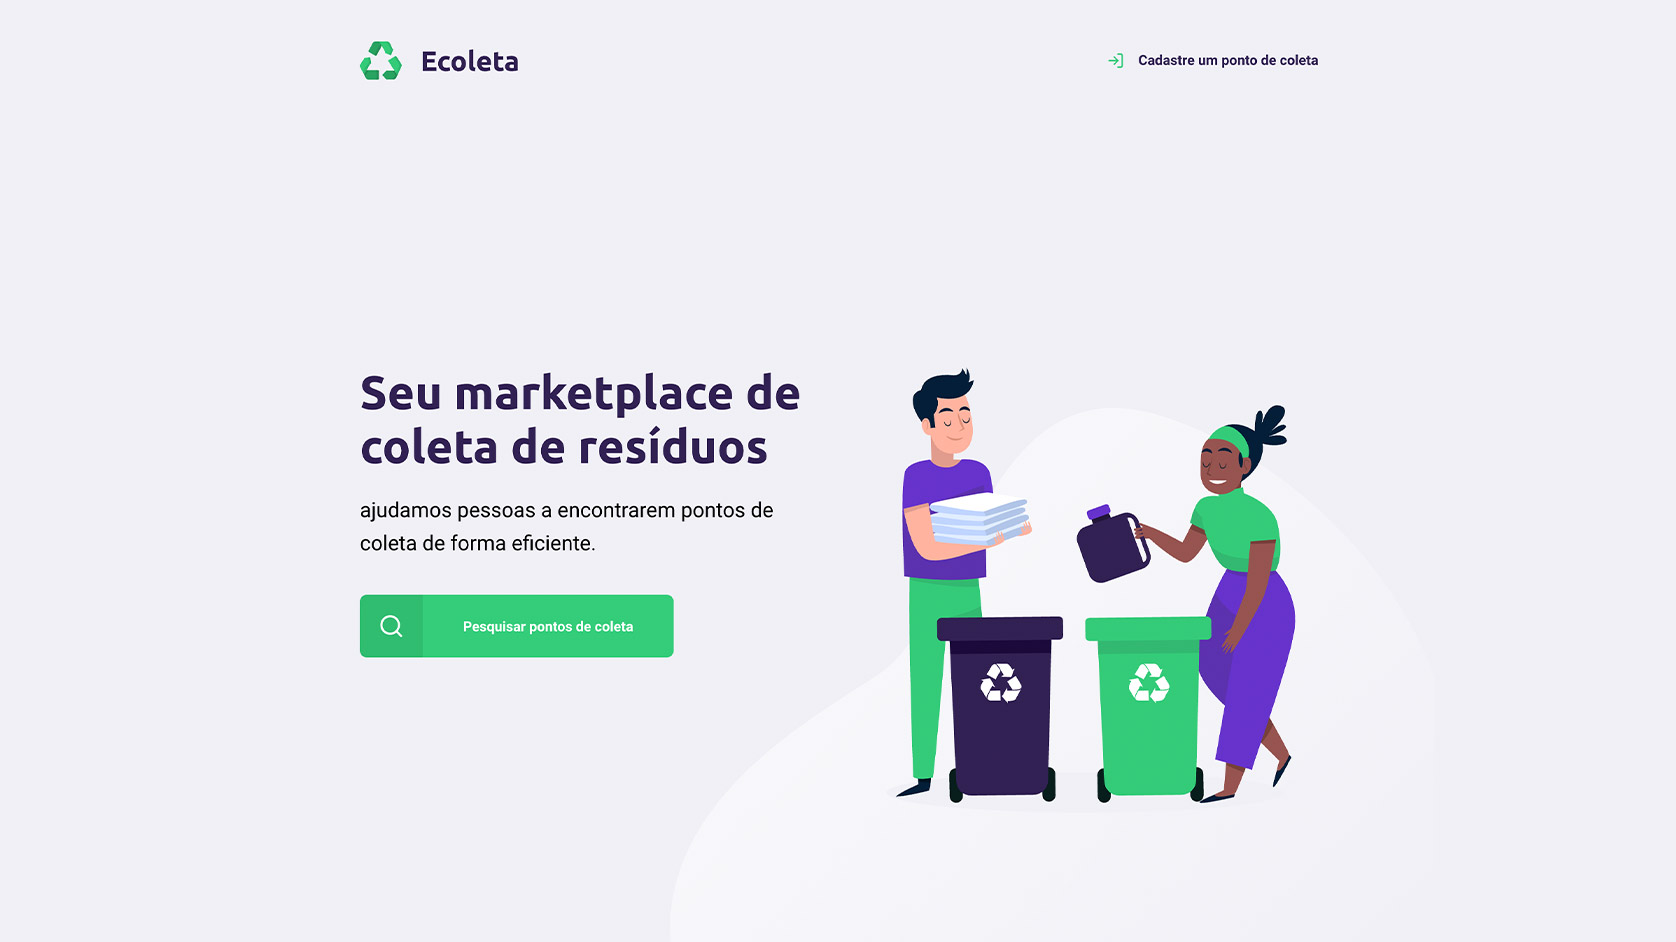 Ecoleta
Cadastre um ponto de coleta
Seu marketplace de
coleta de resíduos
ajudamos pessoas a encontrarem pontos de
coleta de forma eficiente.
Pesquisar pontos de coleta